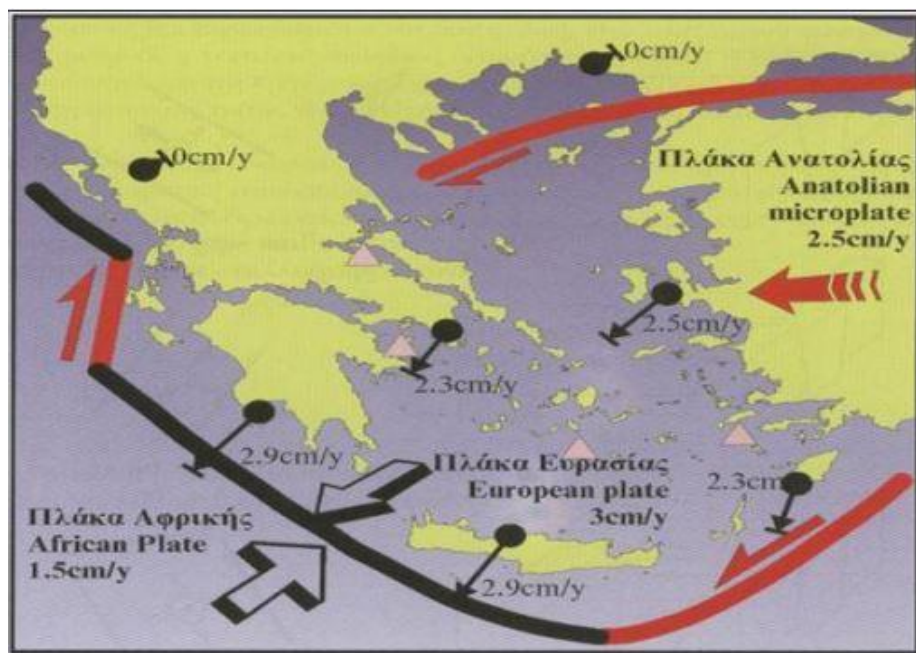 0cm/y
0cm/y
Πλάκα Ανατολίας
Anatolian
microplate
2.5cm/y
2.5cm/y
2.3cm/y
2.9cm/y
Πλάκα Ευρασίας
European plate
3cm/y
2.3cm
Πλάκα Αφρικής
African Plate
1.5cm/y
2.9cm/y